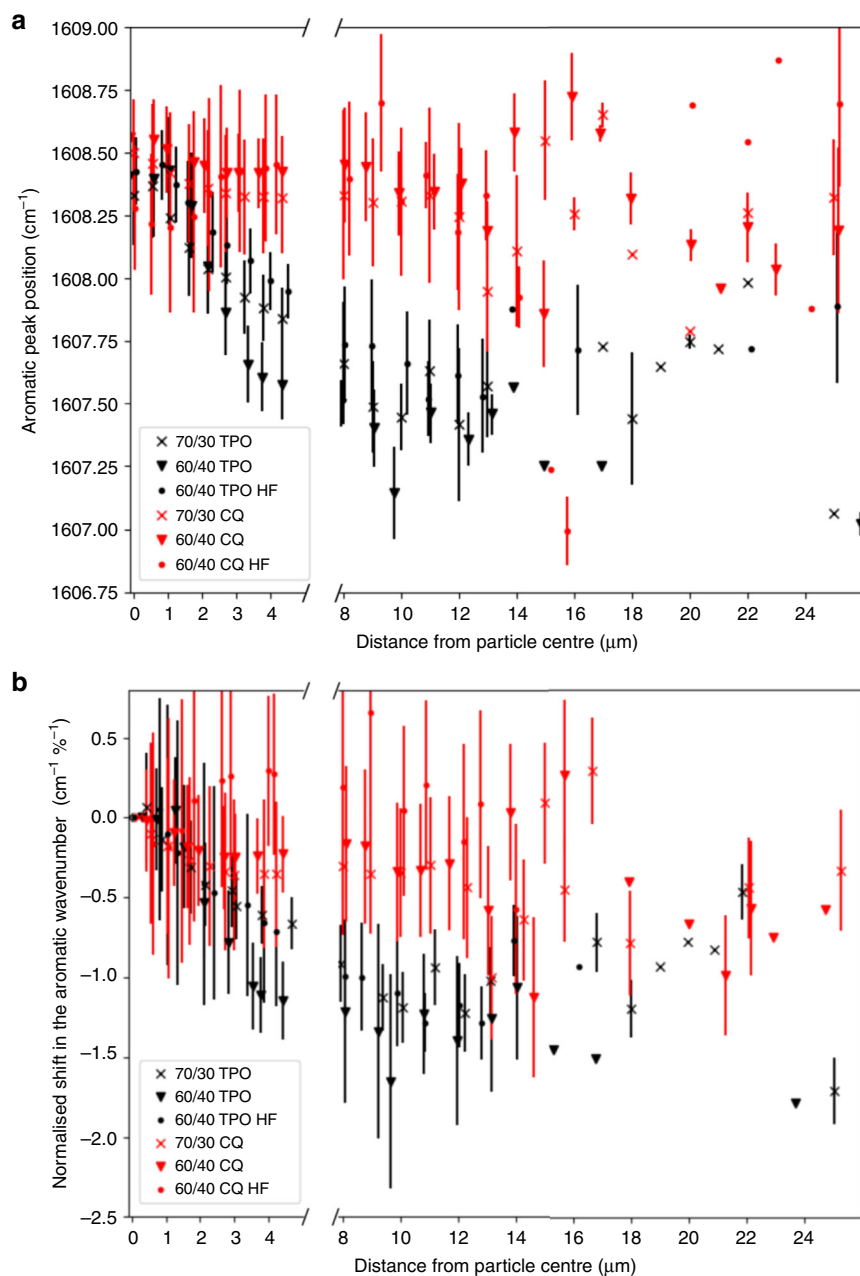 a
1609.00
1608.75
1608.50
1608.25
1608.00
1607.75
1607.50
1607.25
1607.00
1606.75
Aromatic peak position (cm⁻¹)
70/30 TPO
60/40 TPO
60/40 TPO HF
70/30 CQ
60/40 CQ
60/40 CQ HF
0 1 2 3 4 8 10 12 14 16 18 20 22 24
Distance from particle centre (μm)
b
0.5
0.0
−0.5
−1.0
−1.5
−2.0
−2.5
Normalised shift in the aromatic wavenumber (cm⁻¹ %⁻¹)
70/30 TPO
60/40 TPO
60/40 TPO HF
70/30 CQ
60/40 CQ
60/40 CQ HF
0 1 2 3 4 8 10 12 14 16 18 20 22 24
Distance from particle centre (μm)